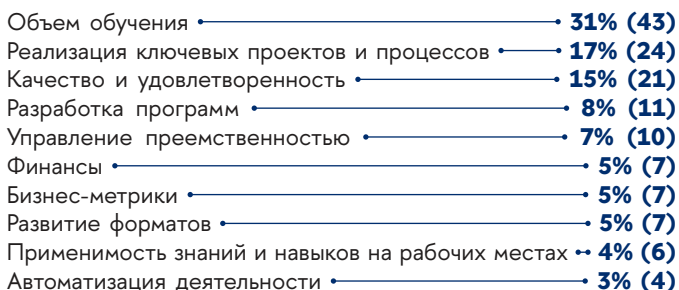 Объем обучения 31% (43)
Реализация ключевых проектов и процессов 17% (24)
Качество и удовлетворенность 15% (21)
Разработка программ 8% (11)
Управление преемственностью 7% (10)
Финансы 5% (7)
Бизнес-метрики 5% (7)
Развитие форматов 5% (7)
Применимость знаний и навыков на рабочих местах 4% (6)
Автоматизация деятельности 3% (4)